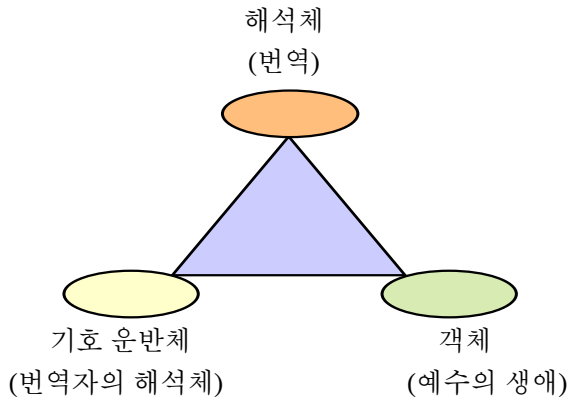 해석체
(번역)
기호 운반체
(번역자의 해석체)
객체
(예수의 생애)